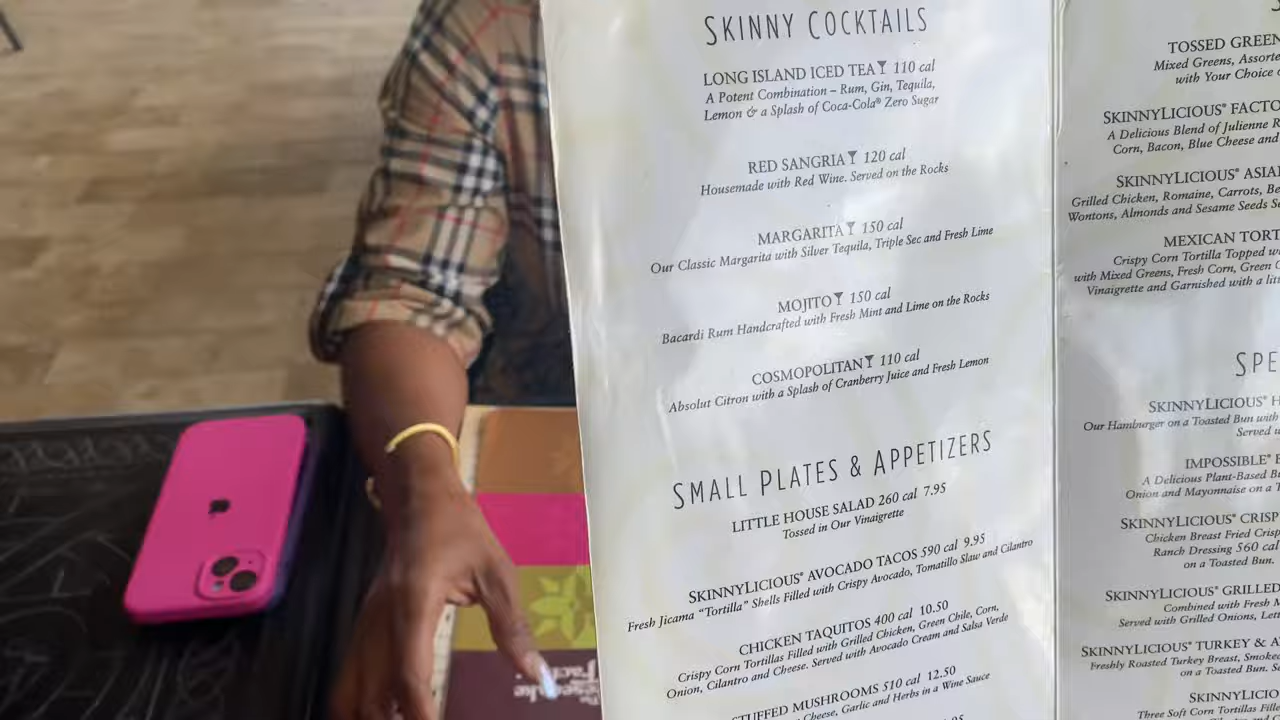 SKINNY COCKTAILS
LONG ISLAND ICED TEA 110 cal
A Potent Combination – Rum, Gin, Tequila,
Lemon & a Splash of Coca-Cola® Zero Sugar
RED SANGRIA 120 cal
Housemade with Red Wine. Served on the Rocks
MARGARITA 150 cal
Our Classic Margarita with Silver Tequila, Triple Sec and Fresh Lime
MOJITO 150 cal
Bacardi Rum Handcrafted with Fresh Mint and Lime on the Rocks
COSMOPOLITAN 110 cal
Absolut Citron with a Splash of Cranberry Juice and Fresh Lemon
SMALL PLATES & APPETIZERS
LITTLE HOUSE SALAD 260 cal 7.95
Tossed in Our Vinaigrette
SKINNYLICIOUS® AVOCADO TACOS 590 cal 9.95
Fresh Jicama “Tortilla” Shells Filled with Crispy Avocado, Tomatillo Slaw and Cilantro
CHICKEN TAQUITOS 400 cal 10.50
Crispy Corn Tortillas Filled with Grilled Chicken, Green Chile, Corn,
Onion, Cilantro and Cheese. Served with Avocado Cream and Salsa Verde
STUFFED MUSHROOMS 510 cal 12.50
Cheese, Garlic and Herbs in a Wine Sauce
TOSSED GREEN
Mixed Greens, Assorte
with Your Choice
SKINNYLICIOUS® FACTO
A Delicious Blend of Julienne R
Corn, Bacon, Blue Cheese and
SKINNYLICIOUS® ASIA
Grilled Chicken, Romaine, Carrots, Be
Wontons, Almonds and Sesame Seeds
MEXICAN TORT
Crispy Corn Tortilla Topped w
with Mixed Greens, Fresh Corn, Green
Vinaigrette and Garnished with a lit
SPE
SKINNYLICIOUS® H
Our Hamburger on a Toasted Bun with
Served
IMPOSSIBLE®
A Delicious Plant-Based B
Onion and Mayonnaise on a T
SKINNYLICIOUS® CRISP
Chicken Breast Fried Crisp
Ranch Dressing 560 cal
on a Toasted Bun.
SKINNYLICIOUS® GRILLED
Combined with Fresh
Served with Grilled Onions, Lett
SKINNYLICIOUS® TURKEY & A
Freshly Roasted Turkey Breast, Smoke
on a Toasted Bun. Se
SKINNYLICIO
Three Soft Corn Tortillas Fille
The
Cheesecake
Factory